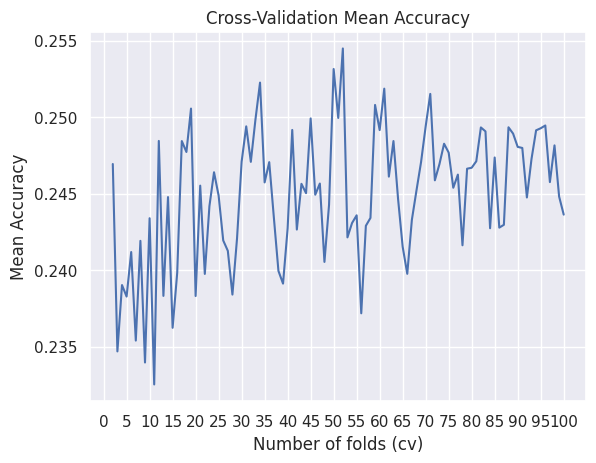 Cross-Validation Mean Accuracy
0.255
0.250
0.245
0.240
0.235
Mean Accuracy
0 5 10 15 20 25 30 35 40 45 50 55 60 65 70 75 80 85 90 95 100
Number of folds (cv)